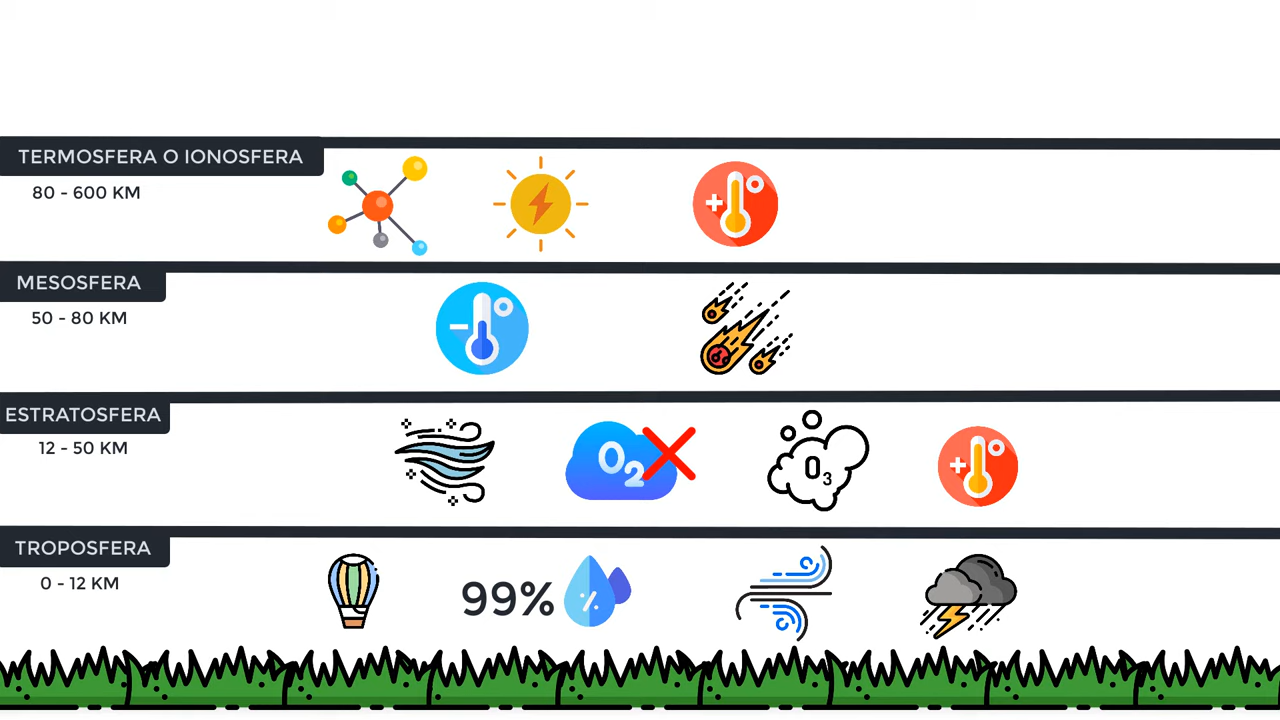 TERMOSFERA O IONOSFERA
80 - 600 KM
MESOSFERA
50 - 80 KM
ESTRATOSFERA
12 - 50 KM
O2
O3
TROPOSFERA
0 - 12 KM
99%
%